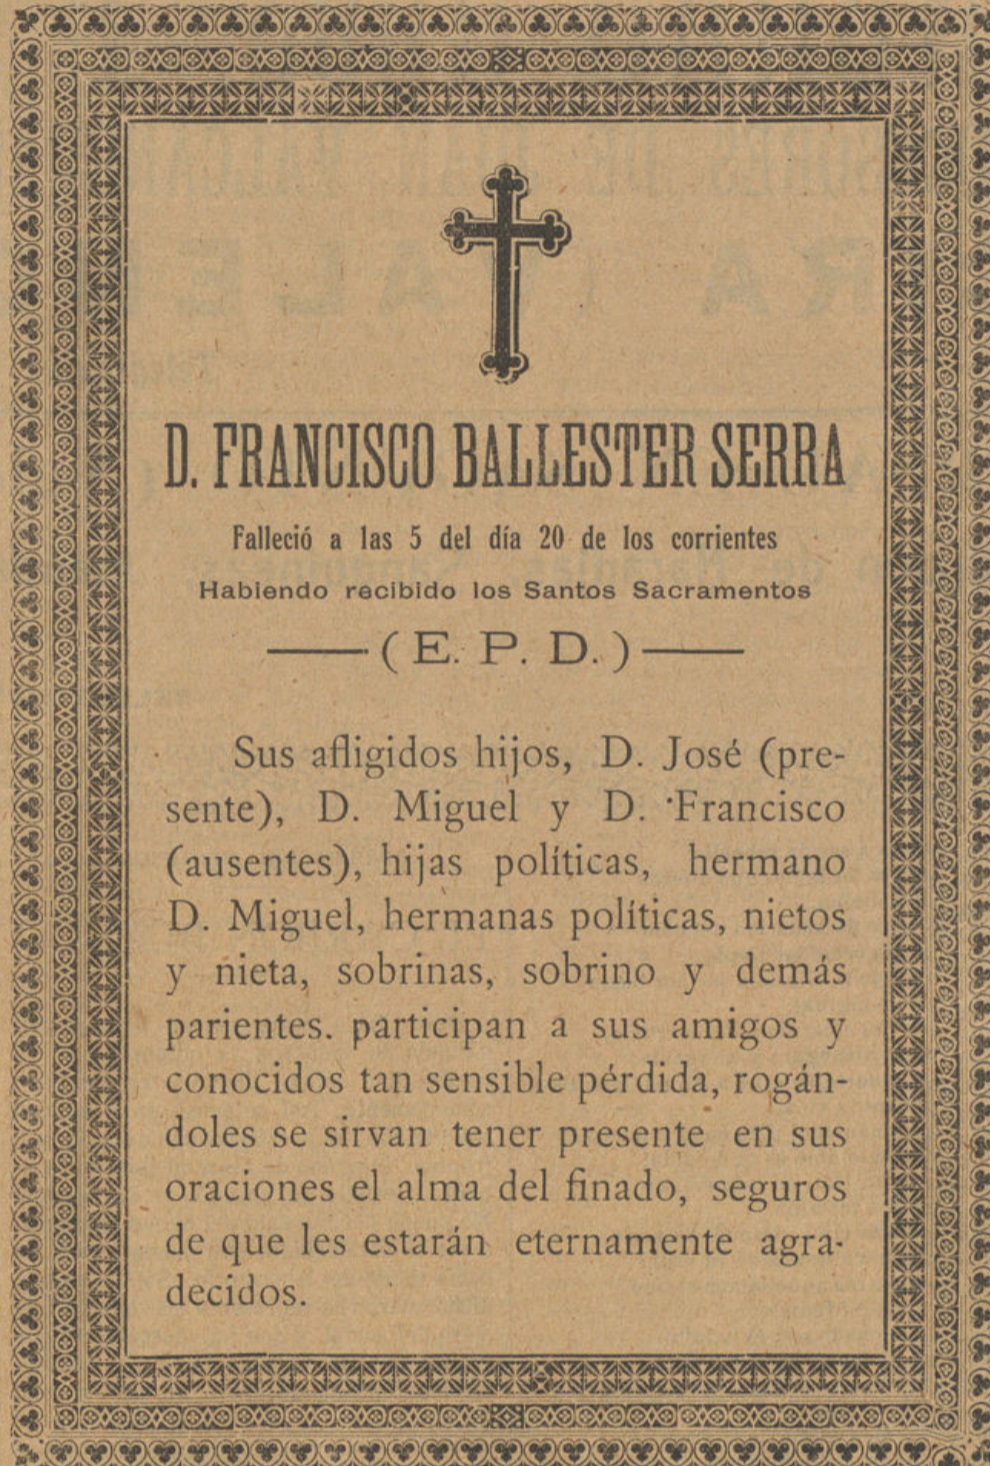 D. FRANCISCO BALLESTER SERRA
Falleció a las 5 del día 20 de los corrientes
Habiendo recibido los Santos Sacramentos
(E. P. D.)
Sus afligidos hijos, D. José (pre-
sente), D. Miguel y D. Francisco
(ausentes), hijas políticas, hermano
D. Miguel, hermanas políticas, nietos
y nieta, sobrinas, sobrino y demás
parientes. participan a sus amigos y
conocidos tan sensible pérdida, rogán-
doles se sirvan tener presente en sus
oraciones el alma del finado, seguros
de que les estarán eternamente agra-
decidos.